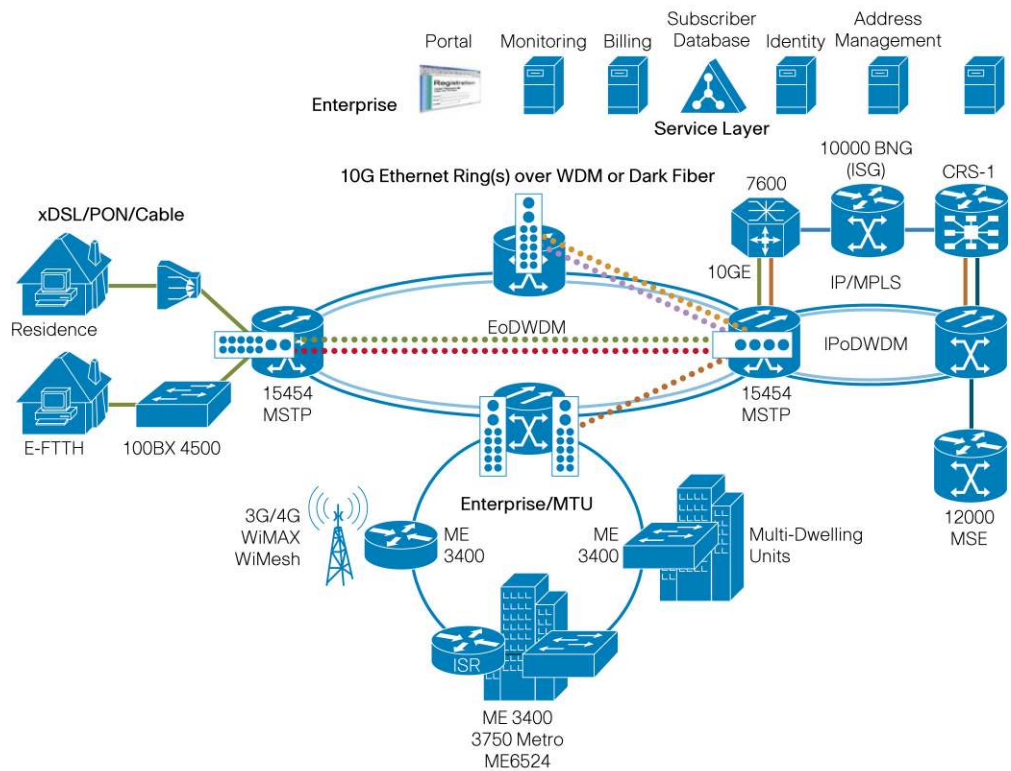 Portal
Monitoring
Billing
Subscriber
Database
Identity
Address
Management
Registration
Enterprise
Service Layer
10G Ethernet Ring(s) over WDM or Dark Fiber
7600
10000 BNG
(ISG)
CRS-1
xDSL/PON/Cable
10GE
IP/MPLS
Residence
EoDWDM
IPoDWDM
15454
MSTP
15454
MSTP
E-FTTH
100BX 4500
Enterprise/MTU
12000
MSE
3G/4G
WiMAX
WiMesh
ME
3400
ME
3400
Multi-Dwelling
Units
ISR
ME 3400
3750 Metro
ME6524